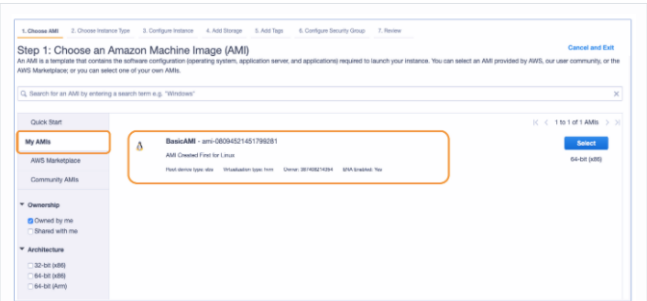 1. Choose AMI 2. Choose Instance Type 3. Configure Instance 4. Add Storage 5. Add Tags 6. Configure Security Group 7. Review
Step 1: Choose an Amazon Machine Image (AMI)
Cancel and Exit
An AMI is a template that contains the software configuration (operating system, application server, and applications) required to launch your instance. You can select an AMI provided by AWS, our user community, or the
AWS Marketplace; or you can select one of your own AMIs.
Search for an AMI by entering a search term e.g. "Windows"
Quick Start
1 to 1 of 1 AMIs
My AMIs
BasicAMI - ami-08094521451799281
Select
AMI Created First for Linux
64-bit (x86)
AWS Marketplace
Root device type: ebs Virtualization type: hvm Owner: ENA Enabled: Yes
Community AMIs
Ownership
Owned by me
Shared with me
Architecture
32-bit (x86)
64-bit (x86)
64-bit (Arm)